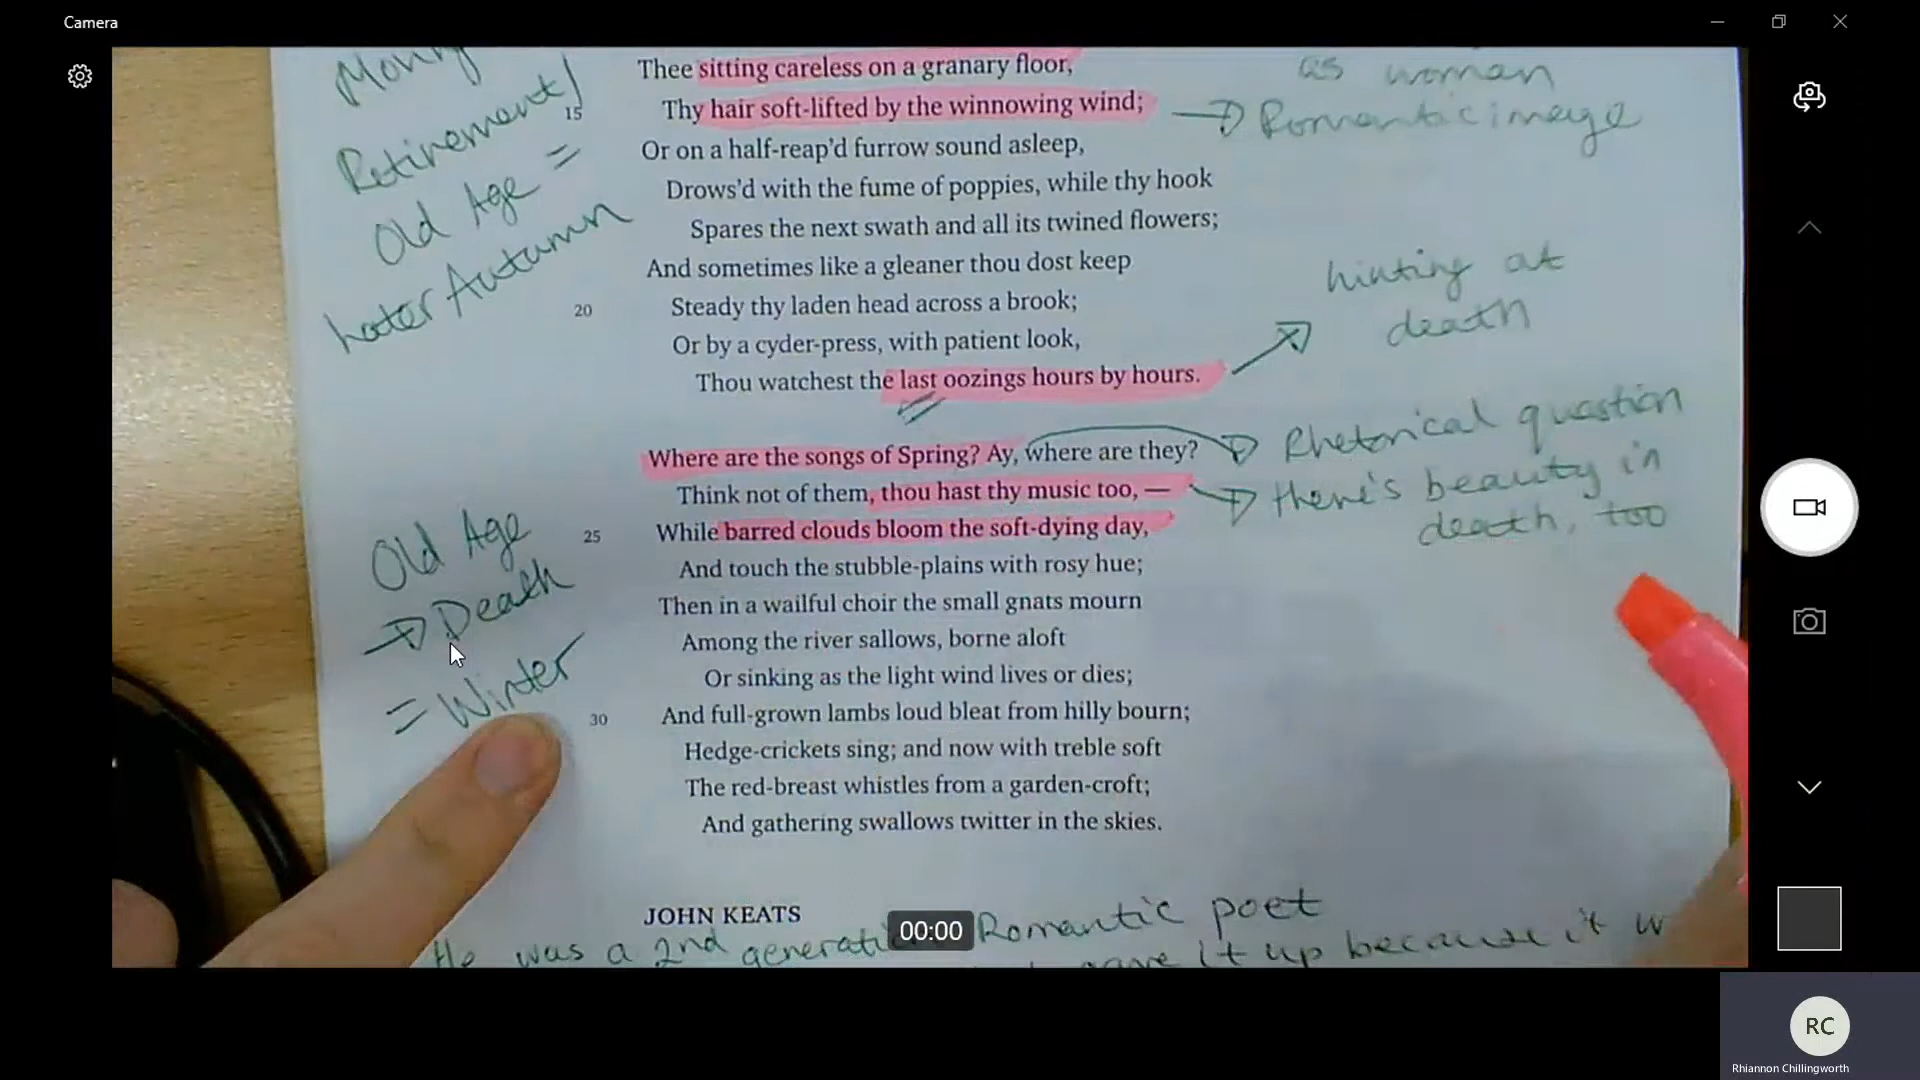 Camera
Thee sitting careless on a granary floor,
15 Thy hair soft-lifted by the winnowing wind;
Or on a half-reap'd furrow sound asleep,
Drows'd with the fume of poppies, while thy hook
Spares the next swath and all its twined flowers;
And sometimes like a gleaner thou dost keep
20 Steady thy laden head across a brook;
Or by a cyder-press, with patient look,
Thou watchest the last oozings hours by hours.
Where are the songs of Spring? Ay, where are they?
Think not of them, thou hast thy music too, —
25 While barred clouds bloom the soft-dying day,
And touch the stubble-plains with rosy hue;
Then in a wailful choir the small gnats mourn
Among the river sallows, borne aloft
Or sinking as the light wind lives or dies;
30 And full-grown lambs loud bleat from hilly bourn;
Hedge-crickets sing; and now with treble soft
The red-breast whistles from a garden-croft;
And gathering swallows twitter in the skies.
Retirement/
Old Age =
Later Autumn
Old Age
→ Death
= Winter
as woman
→ Romantic image
hinting at
death
→ Rhetorical question
→ there's beauty in
death, too
JOHN KEATS
00:00
He was a 2nd Romantic poet
it up because it
RC
Rhiannon Chillingworth